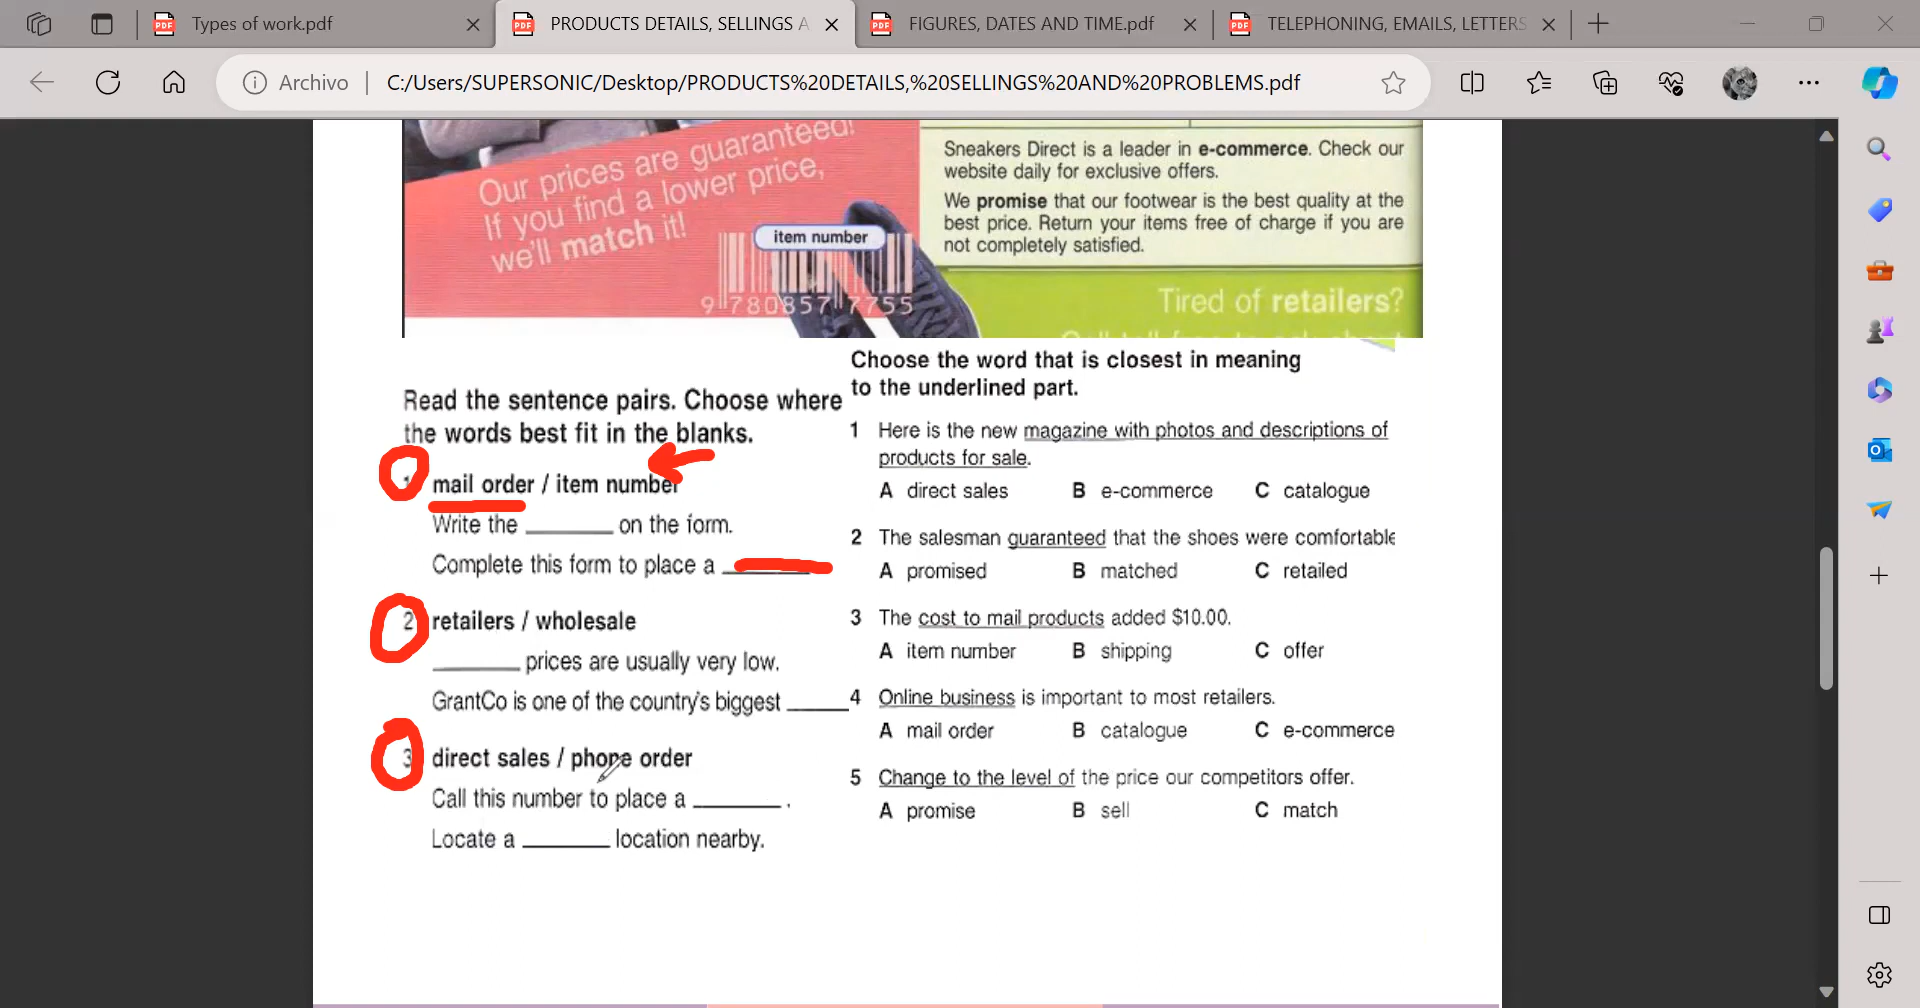 Types of work.pdf
PRODUCTS DETAILS, SELLINGS A
FIGURES, DATES AND TIME.pdf
TELEPHONING, EMAILS, LETTERS
Archivo
C:/Users/SUPERSONIC/Desktop/PRODUCTS%20DETAILS,%20SELLINGS%20AND%20PROBLEMS.pdf
Our prices are guaranteed!
If you find a lower price,
we'll match it!
item number
9 780857 7755
Sneakers Direct is a leader in e-commerce. Check our
website daily for exclusive offers.
We promise that our footwear is the best quality at the
best price. Return your items free of charge if you are
not completely satisfied.
Tired of retailers?
Read the sentence pairs. Choose where
the words best fit in the blanks.
1 mail order / item number
Write the ________ on the form.
Complete this form to place a ________
2 retailers / wholesale
________ prices are usually very low.
GrantCo is one of the country's biggest ______
3 direct sales / phone order
Call this number to place a ________ .
Locate a ________ location nearby.
Choose the word that is closest in meaning
to the underlined part.
1 Here is the new magazine with photos and descriptions of
products for sale.
A direct sales B e-commerce C catalogue
2 The salesman guaranteed that the shoes were comfortable
A promised B matched C retailed
3 The cost to mail products added $10.00.
A item number B shipping C offer
4 Online business is important to most retailers.
A mail order B catalogue C e-commerce
5 Change to the level of the price our competitors offer.
A promise B sell C match